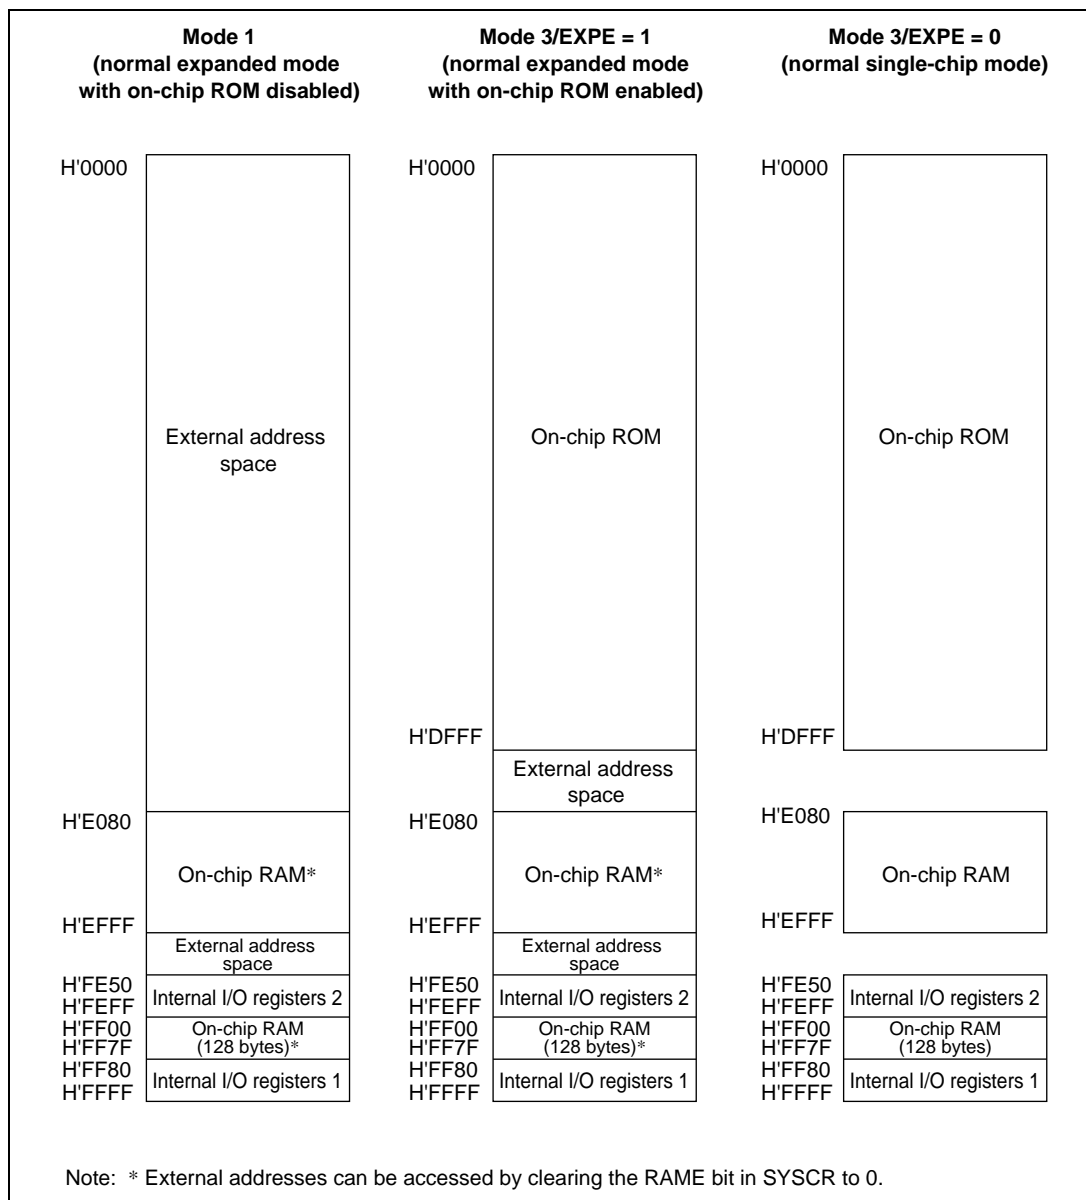 Mode 1
(normal expanded mode
with on-chip ROM disabled)
H'0000
External address
space
H'E080
On-chip RAM*
H'EFFF
External address
space
H'FE50
Internal I/O registers 2
H'FEFF
H'FF00
On-chip RAM
(128 bytes)*
H'FF7F
H'FF80
Internal I/O registers 1
H'FFFF
Mode 3/EXPE = 1
(normal expanded mode
with on-chip ROM enabled)
H'0000
On-chip ROM
H'DFFF
External address
space
H'E080
On-chip RAM*
H'EFFF
External address
space
H'FE50
Internal I/O registers 2
H'FEFF
H'FF00
On-chip RAM
(128 bytes)*
H'FF7F
H'FF80
Internal I/O registers 1
H'FFFF
Mode 3/EXPE = 0
(normal single-chip mode)
H'0000
On-chip ROM
H'DFFF
H'E080
On-chip RAM
H'EFFF
H'FE50
Internal I/O registers 2
H'FEFF
H'FF00
On-chip RAM
(128 bytes)
H'FF7F
H'FF80
Internal I/O registers 1
H'FFFF
Note: * External addresses can be accessed by clearing the RAME bit in SYSCR to 0.